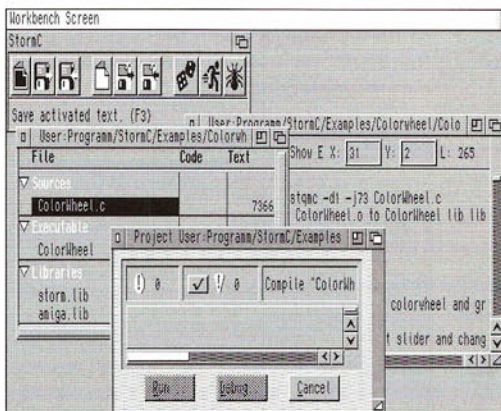 Workbench Screen
StormC
Save activated text. (F3)
User:Programm/StormC/Examples/Colorwheel/Colo
User:Programm/StormC/Examples/Colorwh
File Code Text
Show E X: 31 Y: 2 L: 265
Sources
ColorWheel.c 7366
stqmc -d1 -j73 ColorWheel.c
ColorWheel.o to ColorWheel lib lib
Executable
ColorWheel
Project User:Programm/StormC/Examples
Libraries
storm.lib
amiga.lib
! 0 !/ 0 Compile "ColorWh
colorwheel and gr
t slider and chang
Run ...
Debug...
Cancel